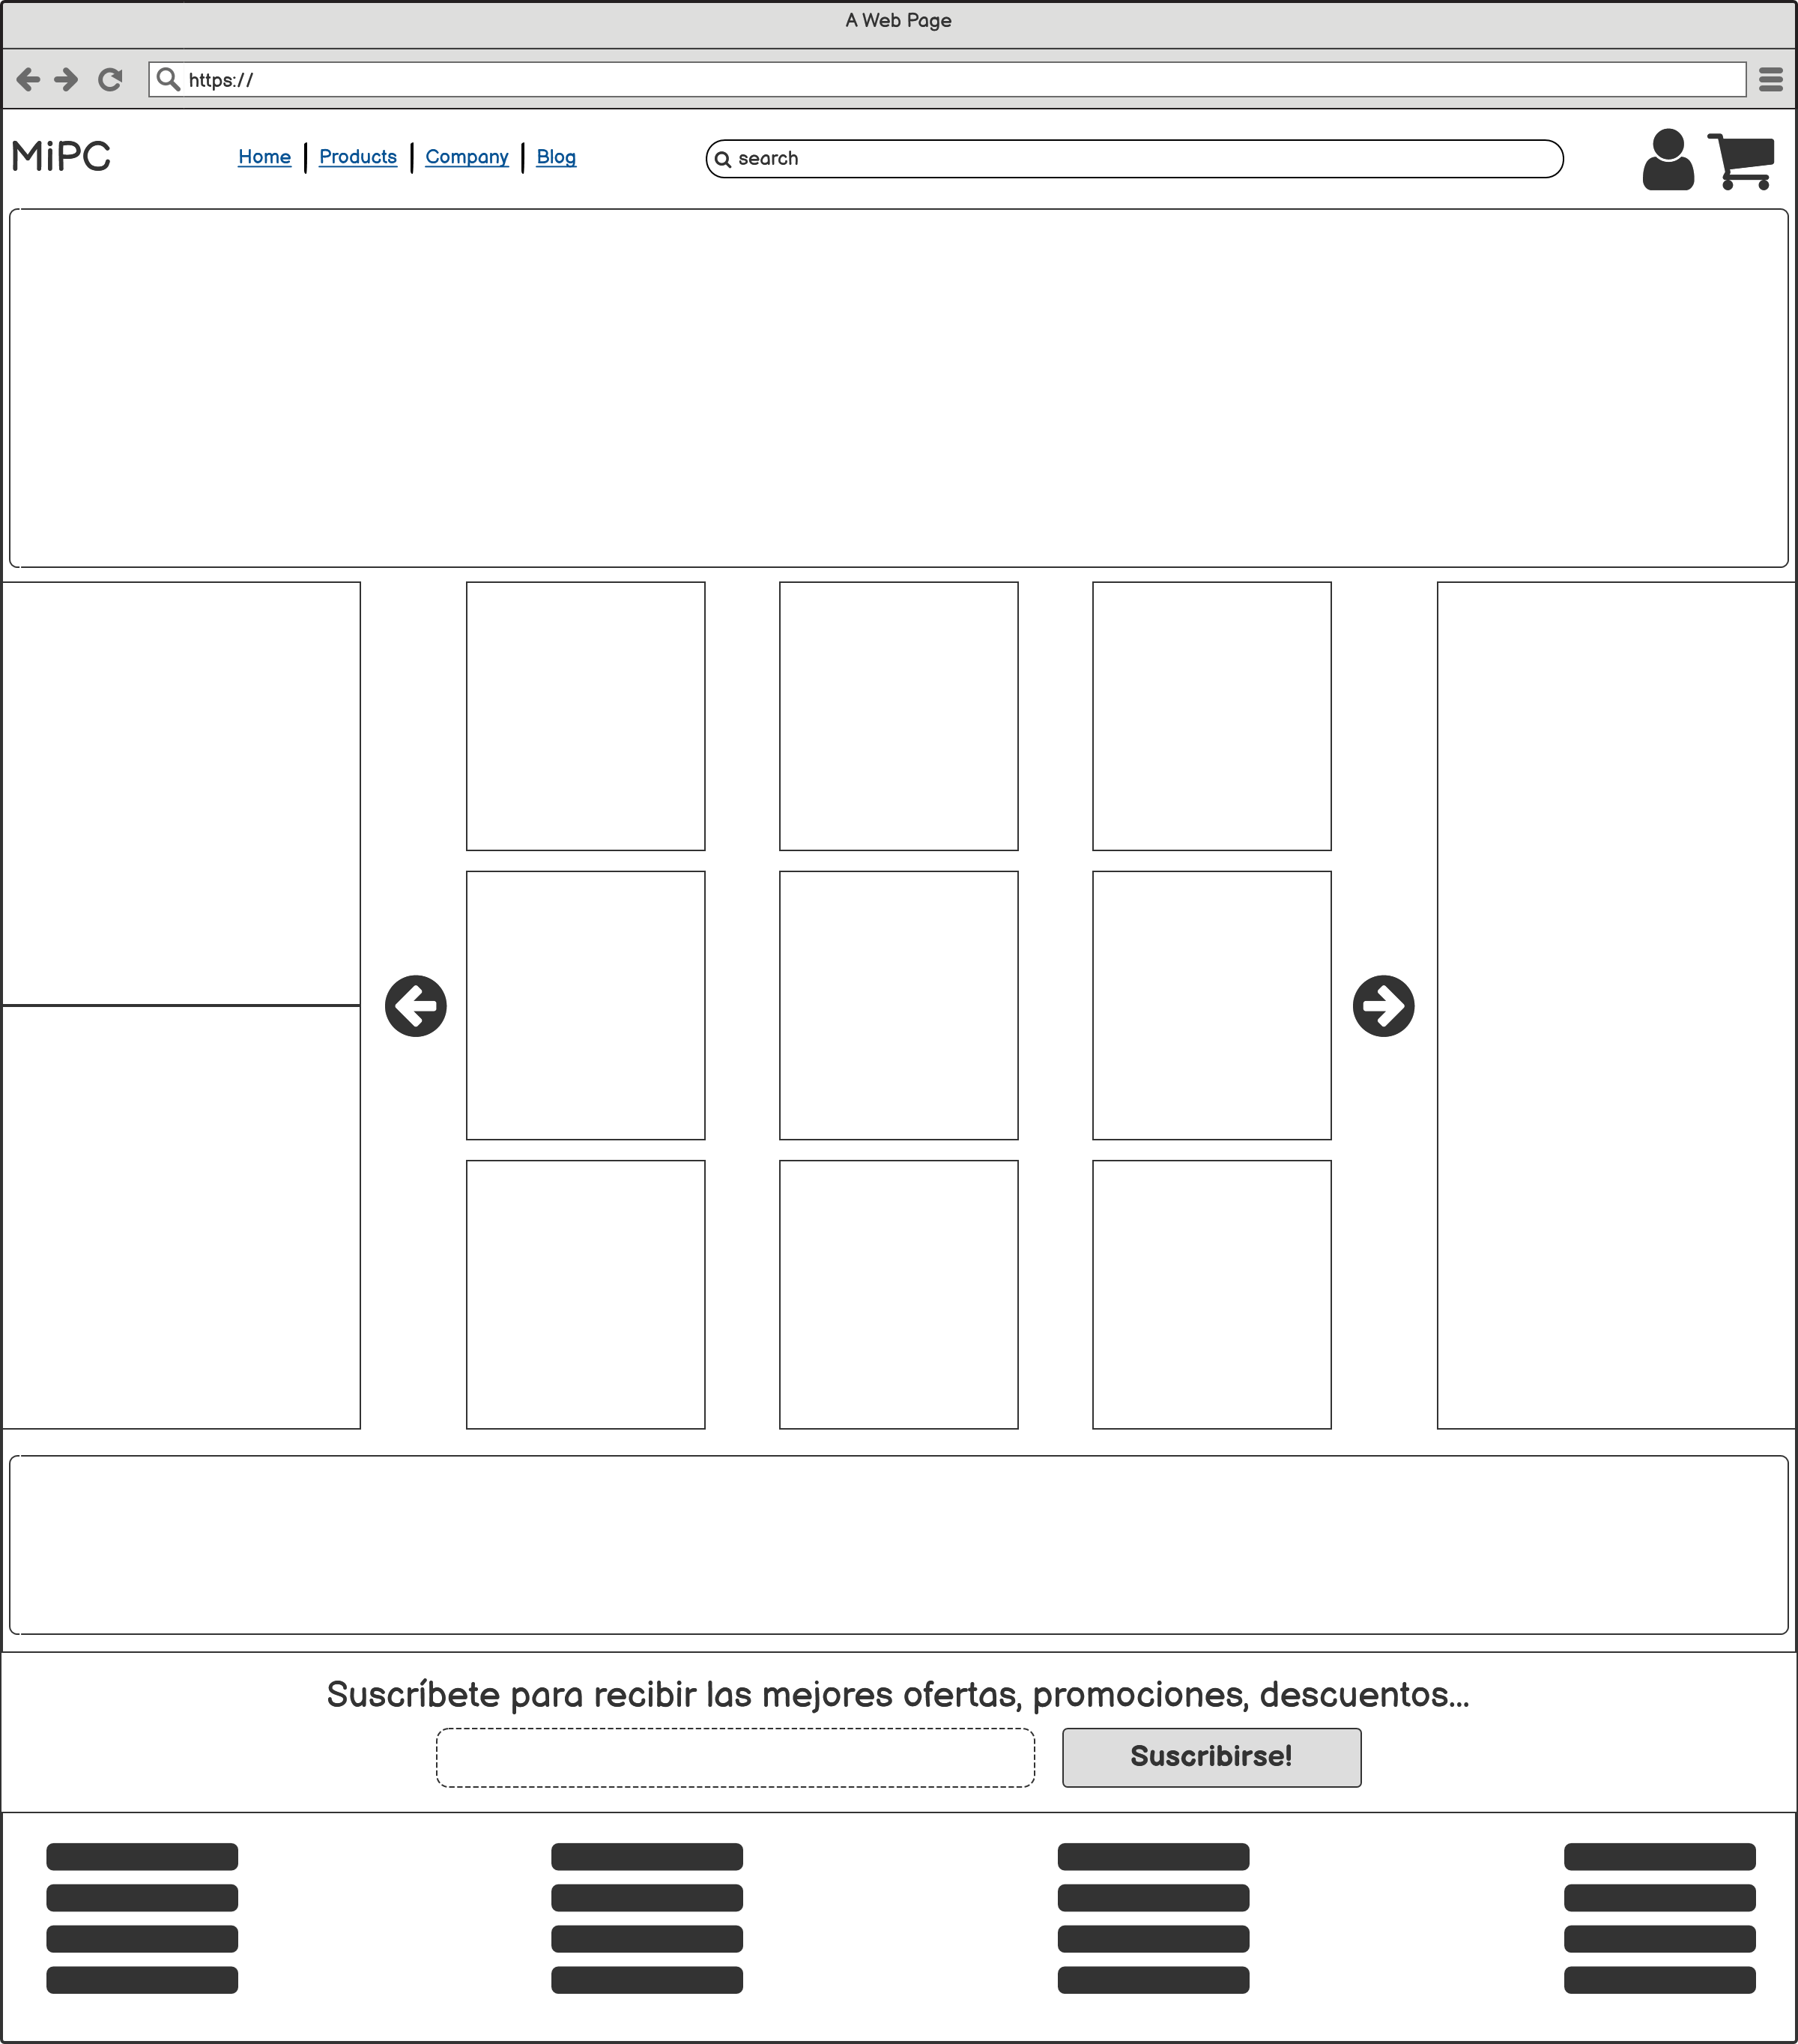 A Web Page
https://
MiPC
Home | Products | Company | Blog
search
Suscríbete para recibir las mejores ofertas, promociones, descuentos...
Suscribirse!